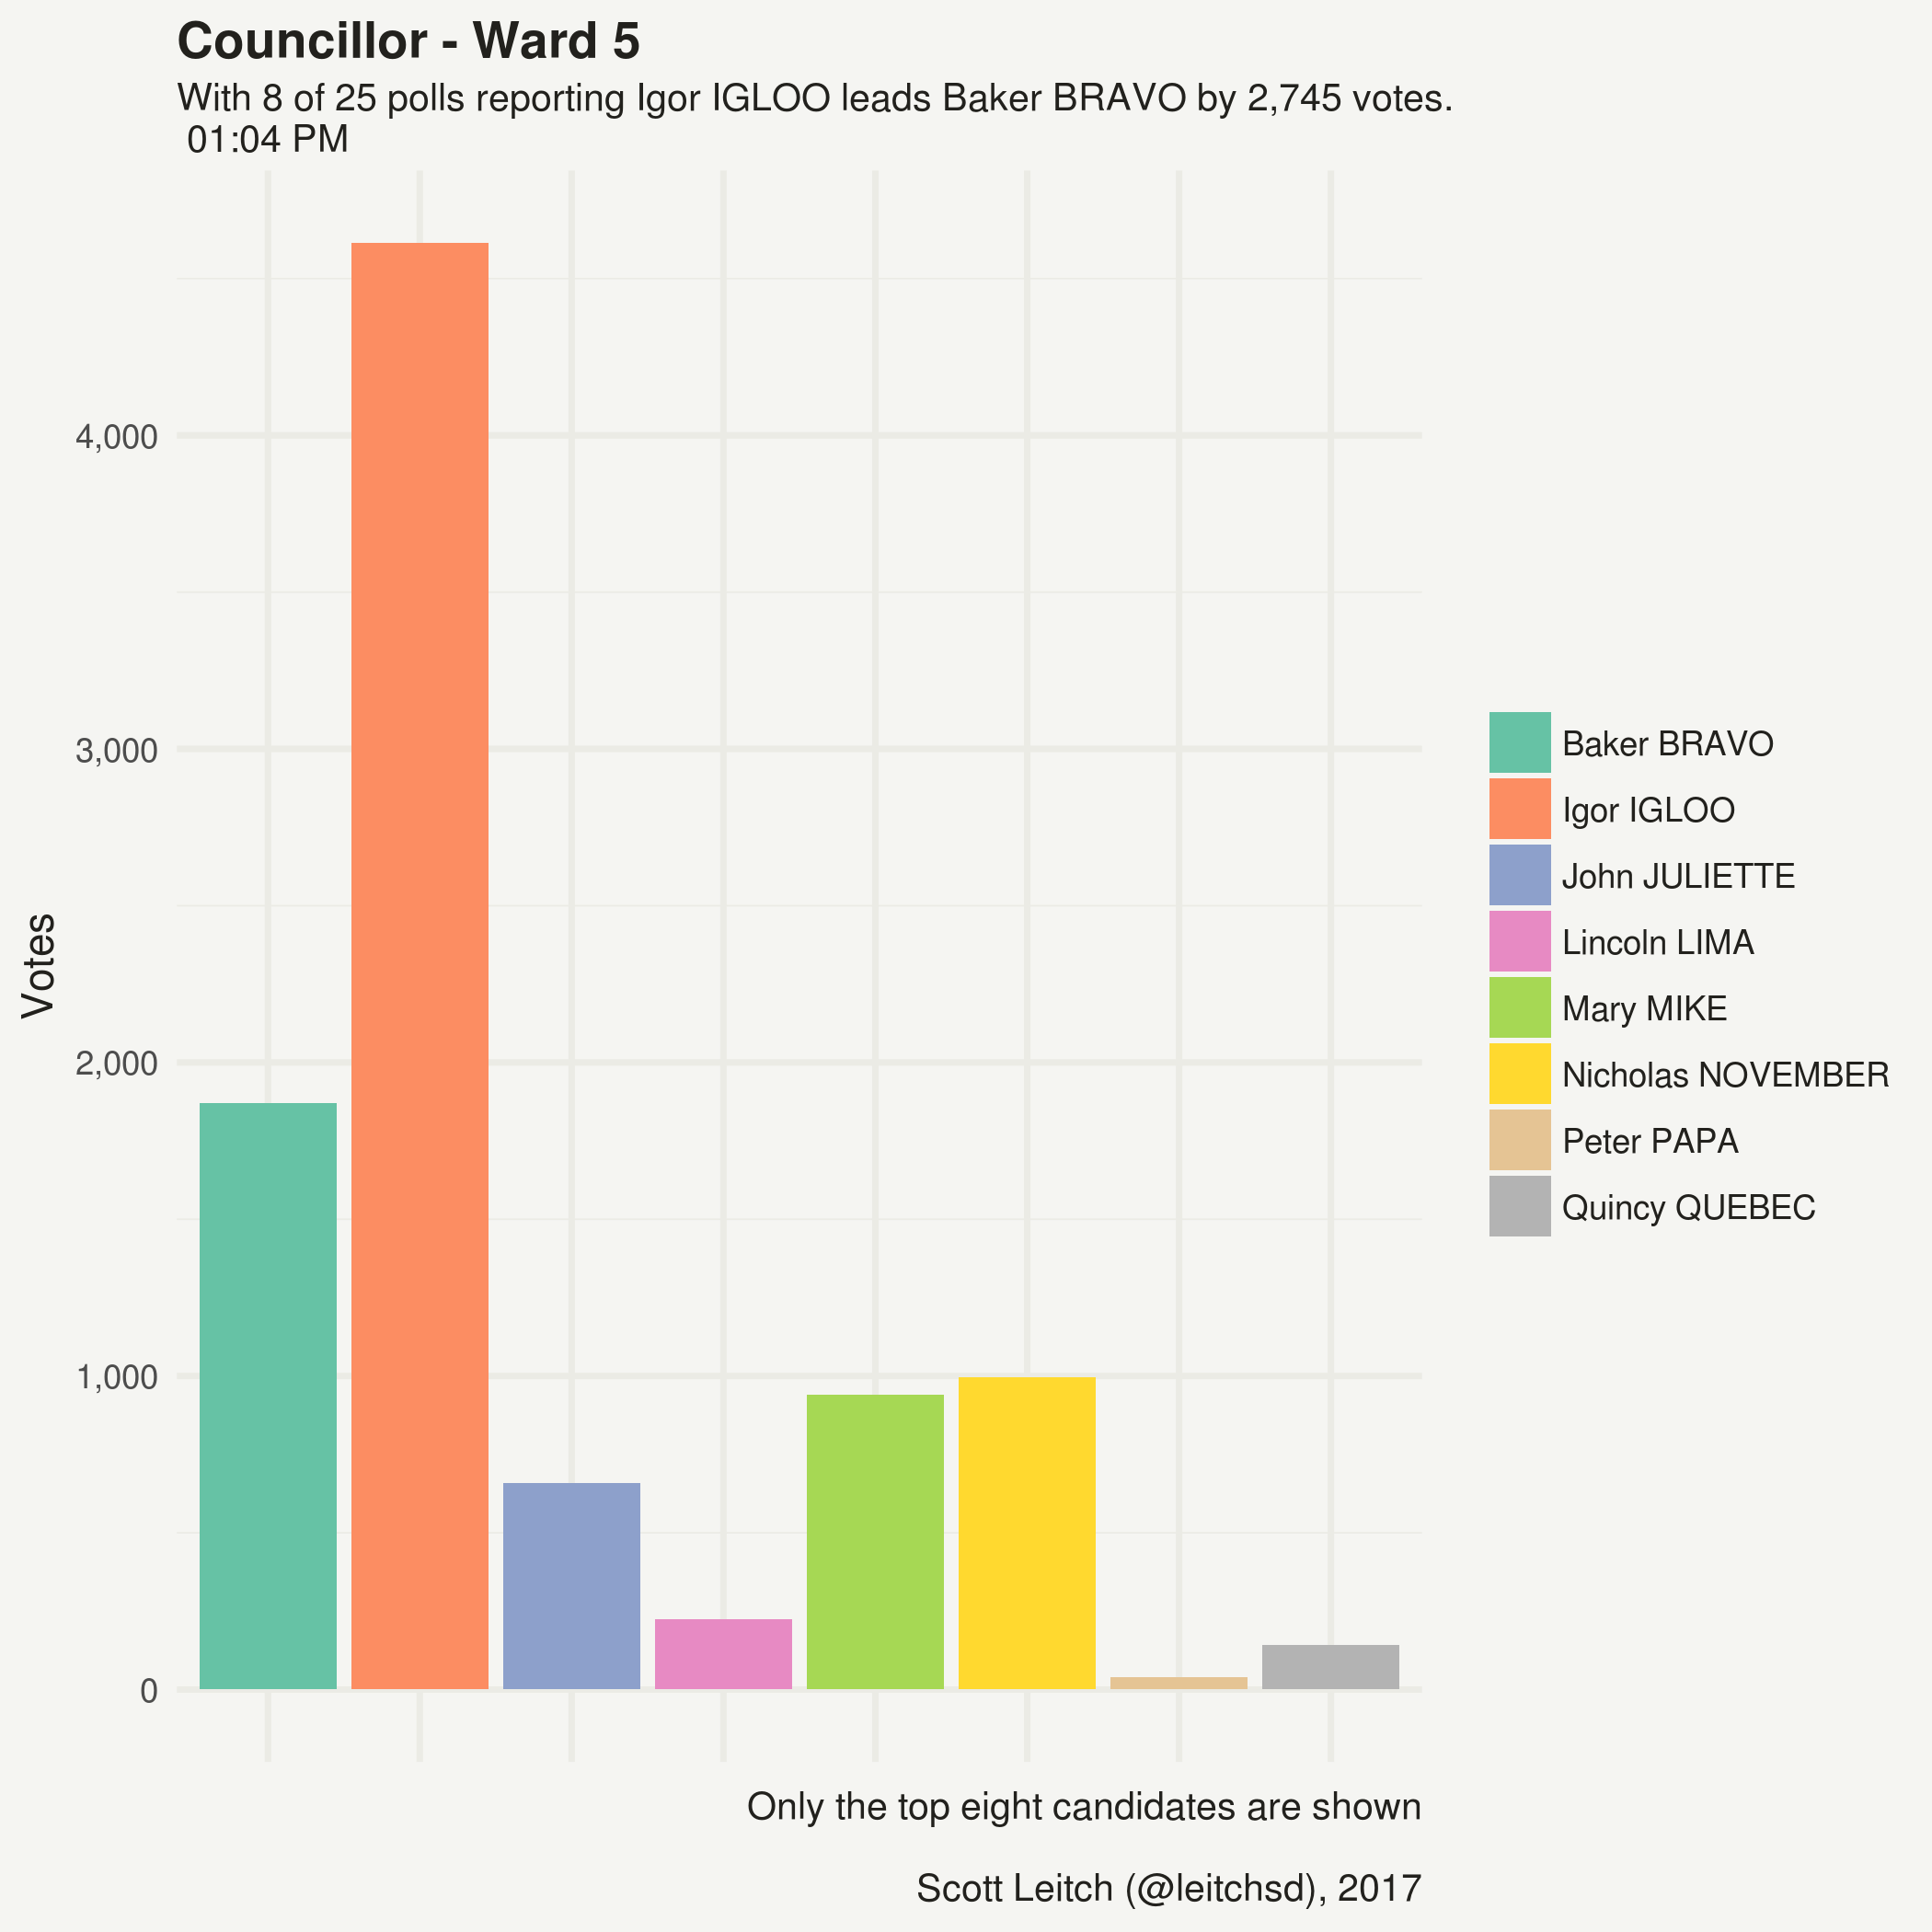 Councillor - Ward 5
With 8 of 25 polls reporting Igor IGLOO leads Baker BRAVO by 2,745 votes.
01:04 PM
Votes
4,000
3,000
2,000
1,000
0
Baker BRAVO
Igor IGLOO
John JULIETTE
Lincoln LIMA
Mary MIKE
Nicholas NOVEMBER
Peter PAPA
Quincy QUEBEC
Only the top eight candidates are shown
Scott Leitch (@leitchsd), 2017